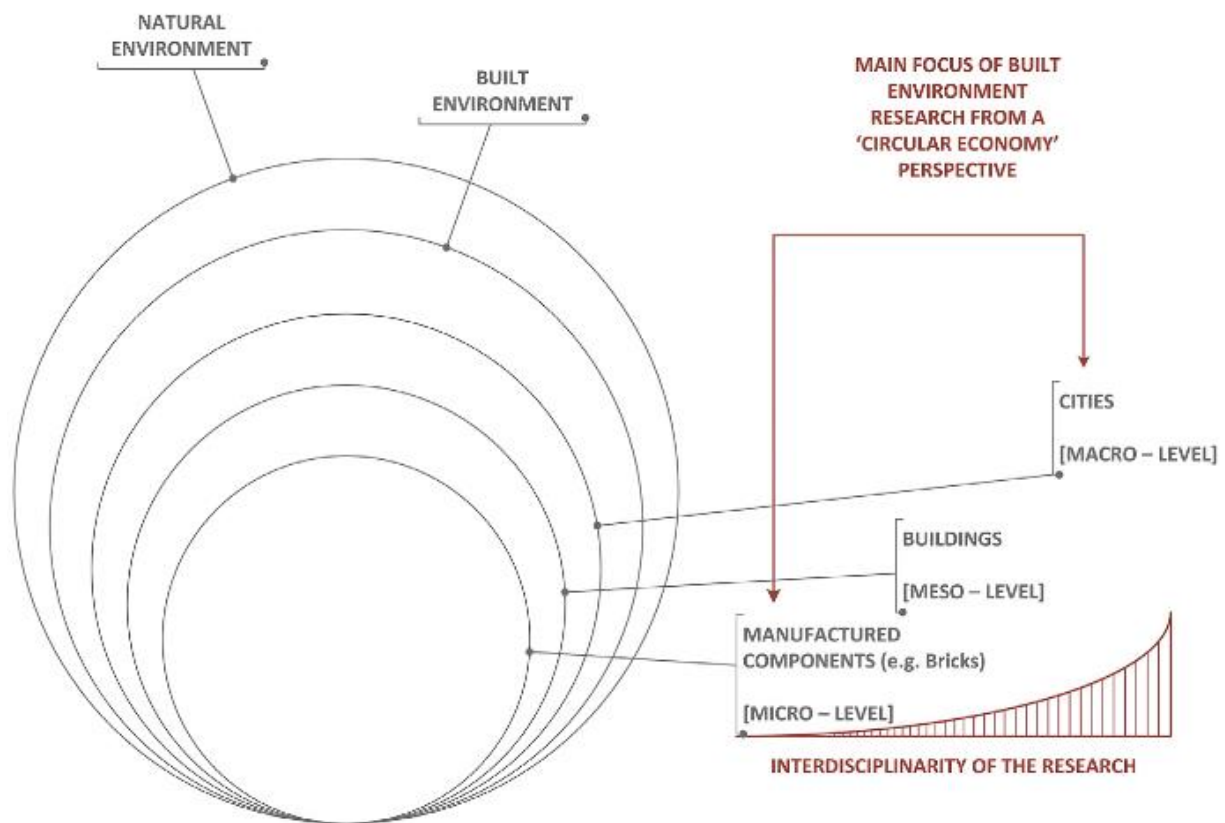 NATURAL
ENVIRONMENT
BUILT
ENVIRONMENT
MAIN FOCUS OF BUILT
ENVIRONMENT
RESEARCH FROM A
‘CIRCULAR ECONOMY’
PERSPECTIVE
CITIES
[MACRO – LEVEL]
BUILDINGS
[MESO – LEVEL]
MANUFACTURED
COMPONENTS (e.g. Bricks)
[MICRO – LEVEL]
INTERDISCIPLINARITY OF THE RESEARCH